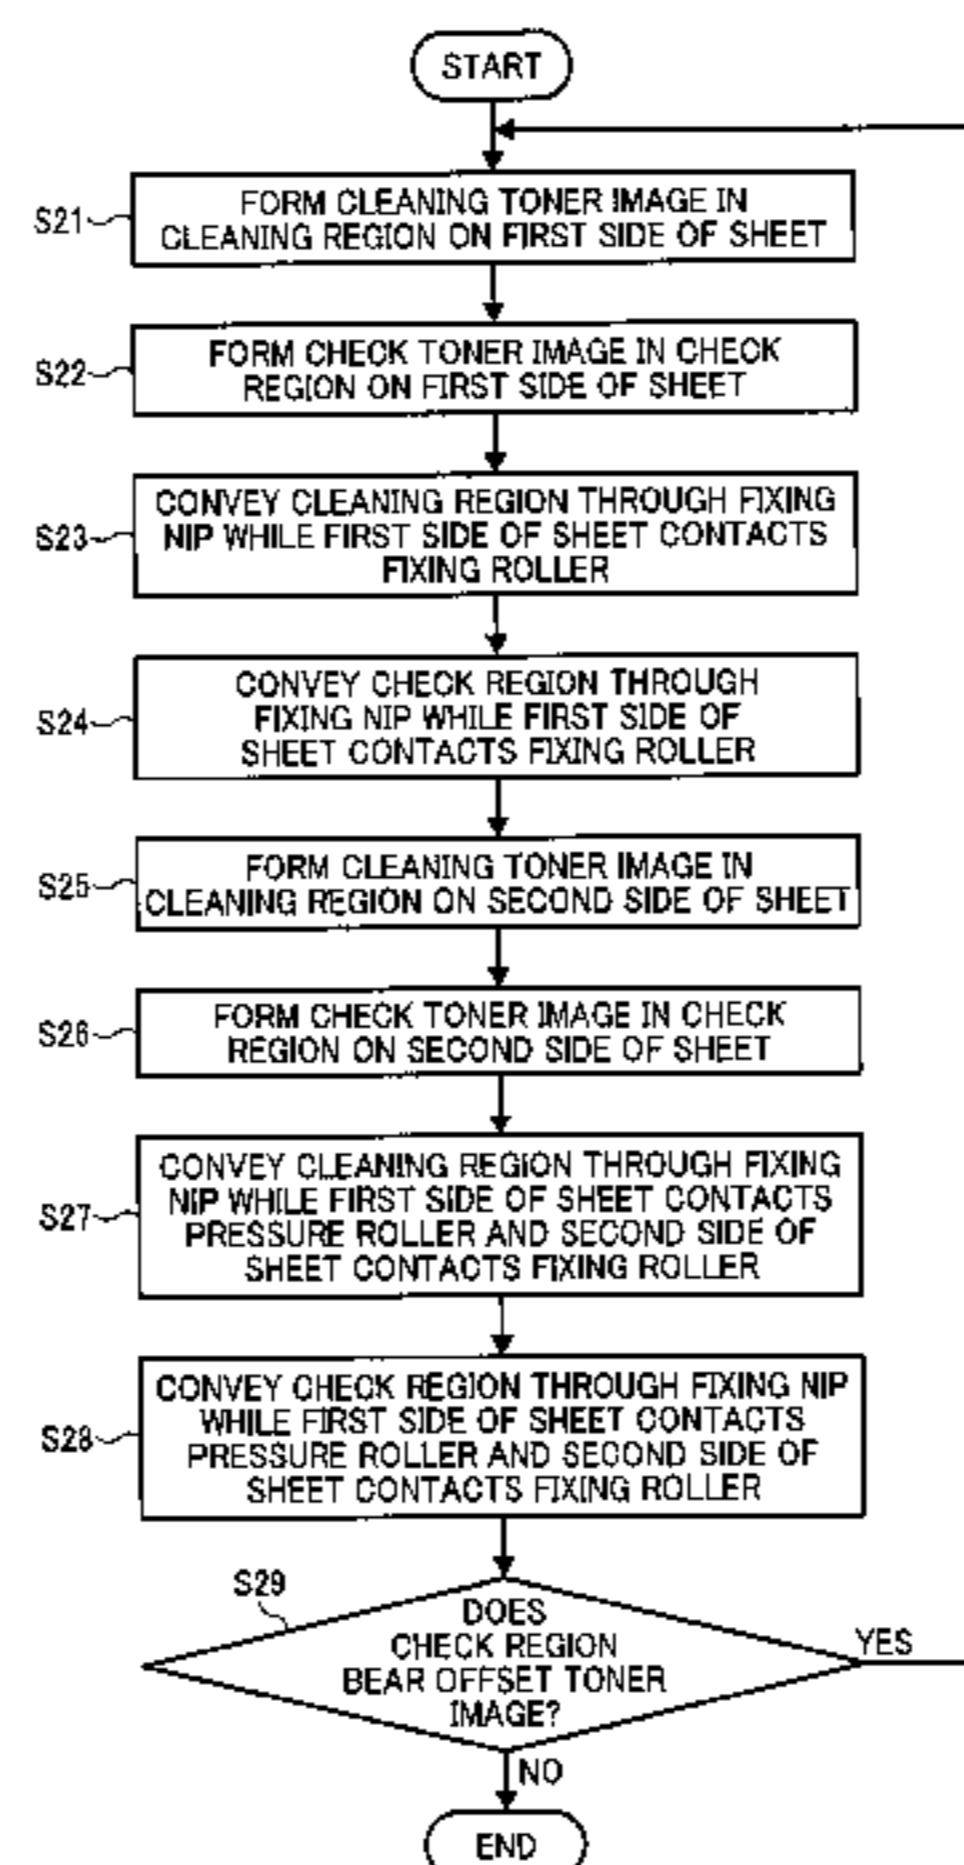 START
S21
FORM CLEANING TONER IMAGE IN
CLEANING REGION ON FIRST SIDE OF SHEET
S22
FORM CHECK TONER IMAGE IN CHECK
REGION ON FIRST SIDE OF SHEET
S23
CONVEY CLEANING REGION THROUGH FIXING
NIP WHILE FIRST SIDE OF SHEET CONTACTS
FIXING ROLLER
S24
CONVEY CHECK REGION THROUGH
FIXING NIP WHILE FIRST SIDE OF
SHEET CONTACTS FIXING ROLLER
S25
FORM CLEANING TONER IMAGE IN
CLEANING REGION ON SECOND SIDE OF SHEET
S26
FORM CHECK TONER IMAGE IN CHECK
REGION ON SECOND SIDE OF SHEET
S27
CONVEY CLEANING REGION THROUGH FIXING
NIP WHILE FIRST SIDE OF SHEET CONTACTS
PRESSURE ROLLER AND SECOND SIDE OF
SHEET CONTACTS FIXING ROLLER
S28
CONVEY CHECK REGION THROUGH FIXING NIP
WHILE FIRST SIDE OF SHEET CONTACTS
PRESSURE ROLLER AND SECOND SIDE OF
SHEET CONTACTS FIXING ROLLER
S29
DOES
CHECK REGION
BEAR OFFSET TONER
IMAGE?
YES
NO
END